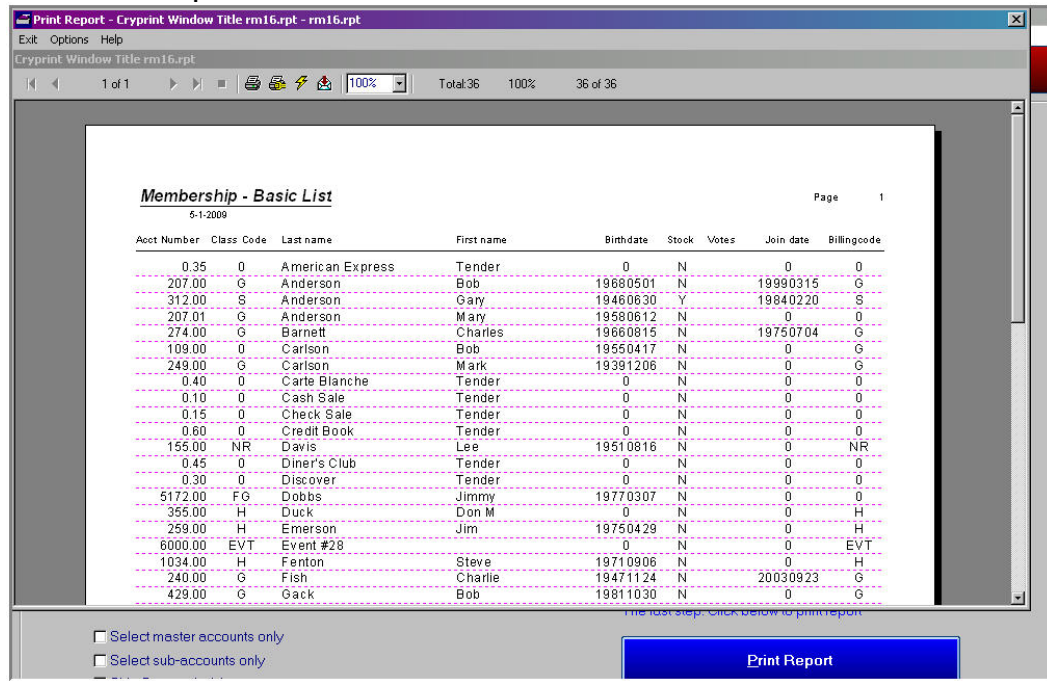 Print Report - Cryprint Window Title rm16.rpt - rm16.rpt
Exit Options Help
Cryprint Window Title rm16.rpt
1 of 1 100% Total:36 100% 36 of 36
Membership - Basic List Page 1
5-1-2009
Acct Number Class Code Last name First name Birthdate Stock Votes Join date Billingcode
0.35 0 American Express Tender 0 N 0 0
207.00 G Anderson Bob 19680501 N 19990315 G
312.00 S Anderson Gary 19460630 Y 19840220 S
207.01 G Anderson Mary 19580612 N 0 0
274.00 G Barnett Charles 19660815 N 19750704 G
109.00 0 Carlson Bob 19550417 N 0 G
249.00 G Carlson Mark 19391206 N 0 G
0.40 0 Carte Blanche Tender 0 N 0 0
0.10 0 Cash Sale Tender 0 N 0 0
0.15 0 Check Sale Tender 0 N 0 0
0.60 0 Credit Book Tender 0 N 0 0
155.00 NR Davis Lee 19510816 N 0 NR
0.45 0 Diner's Club Tender 0 N 0 0
0.30 0 Discover Tender 0 N 0 0
5172.00 FG Dobbs Jimmy 19770307 N 0 0
355.00 H Duck Don M 0 N 0 H
259.00 H Emerson Jim 19750429 N 0 H
6000.00 EVT Event #28 0 N 0 EVT
1034.00 H Fenton Steve 19710906 N 0 H
240.00 G Fish Charlie 19471124 N 20030923 G
429.00 G Gack Bob 19811030 N 0 G
The last step. Click below to print report
Select master accounts only
Select sub-accounts only
Print Report